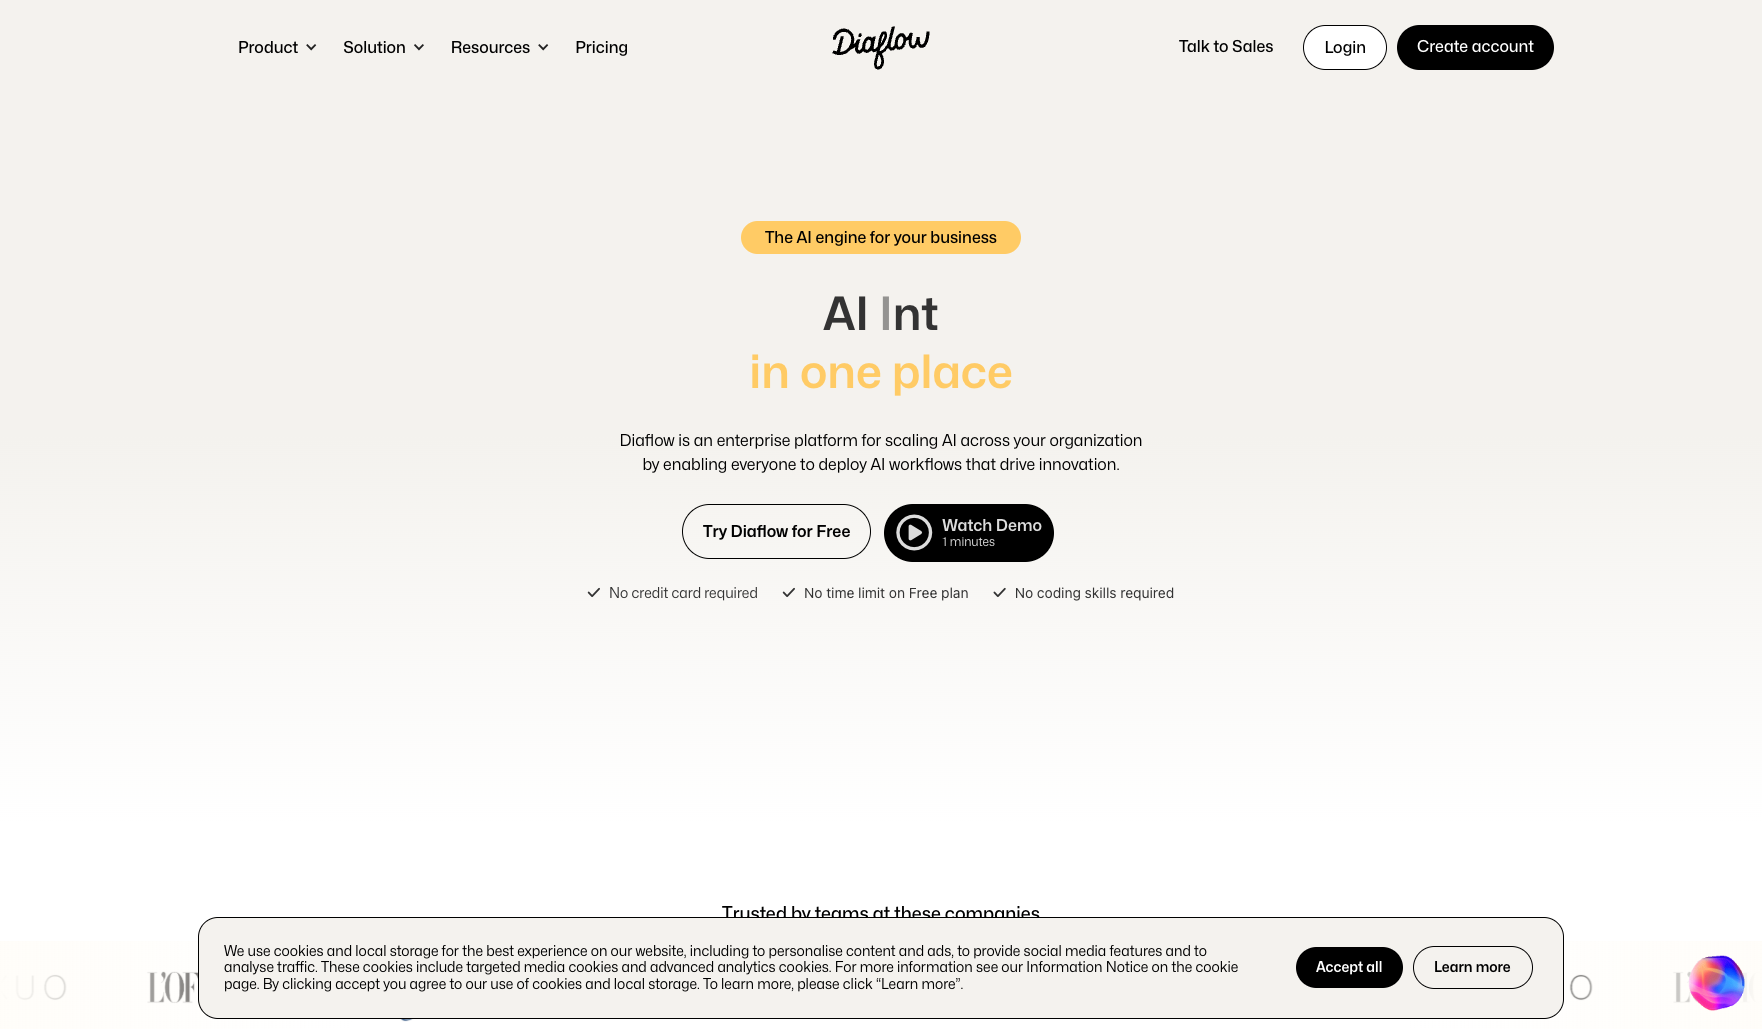 Product
Solution
Resources
Pricing
Diaflow
Talk to Sales
Login
Create account
The AI engine for your business
AI Int
in one place
Diaflow is an enterprise platform for scaling AI across your organization
by enabling everyone to deploy AI workflows that drive innovation.
Try Diaflow for Free
Watch Demo
1 minutes
No credit card required
No time limit on Free plan
No coding skills required
Trusted by teams at these companies
We use cookies and local storage for the best experience on our website, including to personalise content and ads, to provide social media features and to
analyse traffic. These cookies include targeted media cookies and advanced analytics cookies. For more information see our Information Notice on the cookie
page. By clicking accept you agree to our use of cookies and local storage. To learn more, please click “Learn more”.
Accept all
Learn more